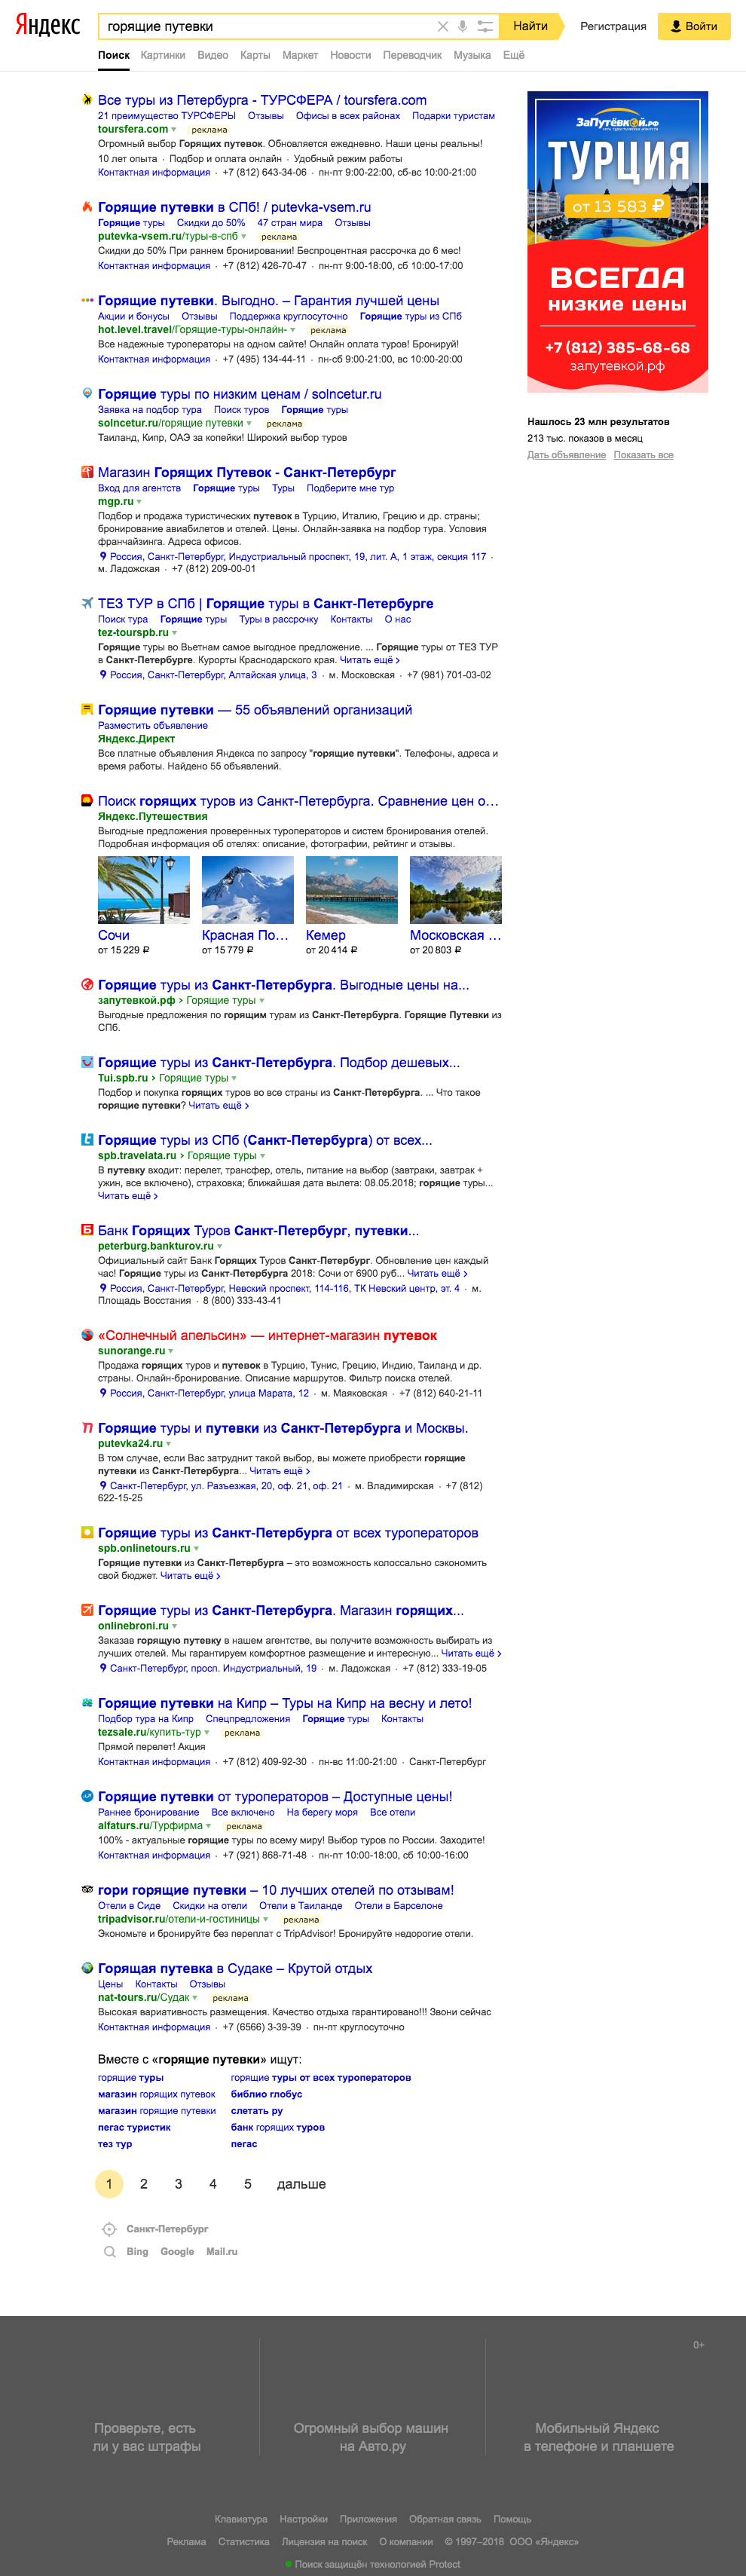 Яндекс
горящие путевки
Найти
Регистрация
Войти
Поиск Картинки Видео Карты Маркет Новости Переводчик Музыка Ещё
Все туры из Петербурга - ТУРСФЕРА / toursfera.com
21 преимущество ТУРСФЕРЫ Отзывы Офисы в всех районах Подарки туристам
toursfera.com реклама
Огромный выбор Горящих путевок. Обновляется ежедневно. Наши цены реальны!
10 лет опыта · Подбор и оплата онлайн · Удобный режим работы
Контактная информация · +7 (812) 643-34-06 · пн-пт 9:00-22:00, сб-вс 10:00-21:00
Горящие путевки в СПб! / putevka-vsem.ru
Горящие туры Скидки до 50% 47 стран мира Отзывы
putevka-vsem.ru/туры-в-спб реклама
Скидки до 50% При раннем бронировании! Беспроцентная рассрочка до 6 мес!
Контактная информация · +7 (812) 426-70-47 · пн-пт 9:00-18:00, сб 10:00-17:00
Горящие путевки. Выгодно. – Гарантия лучшей цены
Акции и бонусы Отзывы Поддержка круглосуточно Горящие туры из СПб
hot.level.travel/Горящие-туры-онлайн- реклама
Все надежные туроператоры на одном сайте! Онлайн оплата туров! Бронируй!
Контактная информация · +7 (495) 134-44-11 · пн-сб 9:00-21:00, вс 10:00-20:00
Горящие туры по низким ценам / solncetur.ru
Заявка на подбор тура Поиск туров Горящие туры
solncetur.ru/горящие путевки реклама
Таиланд, Кипр, ОАЭ за копейки! Широкий выбор туров
Магазин Горящих Путевок - Санкт-Петербург
Вход для агентств Горящие туры Туры Подберите мне тур
mgp.ru
Подбор и продажа туристических путевок в Турцию, Италию, Грецию и др. страны;
бронирование авиабилетов и отелей. Цены. Онлайн-заявка на подбор тура. Условия
франчайзинга. Адреса офисов.
Россия, Санкт-Петербург, Индустриальный проспект, 19, лит. А, 1 этаж, секция 117 ·
м. Ладожская · +7 (812) 209-00-01
ТЕЗ ТУР в СПб | Горящие туры в Санкт-Петербурге
Поиск тура Горящие туры Туры в рассрочку Контакты О нас
tez-tourspb.ru
Горящие туры во Вьетнам самое выгодное предложение. ... Горящие туры от ТЕЗ ТУР
в Санкт-Петербурге. Курорты Краснодарского края. Читать ещё >
Россия, Санкт-Петербург, Алтайская улица, 3 · м. Московская · +7 (981) 701-03-02
Горящие путевки — 55 объявлений организаций
Разместить объявление
Яндекс.Директ
Все платные объявления Яндекса по запросу "горящие путевки". Телефоны, адреса и
время работы. Найдено 55 объявлений.
Поиск горящих туров из Санкт-Петербурга. Сравнение цен о…
Яндекс.Путешествия
Выгодные предложения проверенных туроператоров и систем бронирования отелей.
Подробная информация об отелях: описание, фотографии, рейтинг и отзывы.
Сочи Красная По… Кемер Московская …
от 15 229 ₽ от 15 779 ₽ от 20 414 ₽ от 20 803 ₽
Горящие туры из Санкт-Петербурга. Выгодные цены на...
запутевкой.рф > Горящие туры
Выгодные предложения по горящим турам из Санкт-Петербурга. Горящие Путевки из
СПб.
Горящие туры из Санкт-Петербурга. Подбор дешевых...
Tui.spb.ru > Горящие туры
Подбор и покупка горящих туров во все страны из Санкт-Петербурга. ... Что такое
горящие путевки? Читать ещё >
Горящие туры из СПб (Санкт-Петербурга) от всех...
spb.travelata.ru > Горящие туры
В путевку входит: перелет, трансфер, отель, питание на выбор (завтраки, завтрак +
ужин, все включено), страховка; ближайшая дата вылета: 08.05.2018; горящие туры...
Читать ещё >
Банк Горящих Туров Санкт-Петербург, путевки...
peterburg.bankturov.ru
Официальный сайт Банк Горящих Туров Санкт-Петербург. Обновление цен каждый
час! Горящие туры из Санкт-Петербурга 2018: Сочи от 6900 руб... Читать ещё >
Россия, Санкт-Петербург, Невский проспект, 114-116, ТК Невский центр, эт. 4 · м.
Площадь Восстания · 8 (800) 333-43-41
«Солнечный апельсин» — интернет-магазин путевок
sunorange.ru
Продажа горящих туров и путевок в Турцию, Тунис, Грецию, Индию, Таиланд и др.
страны. Онлайн-бронирование. Описание маршрутов. Фильтр поиска отелей.
Россия, Санкт-Петербург, улица Марата, 12 · м. Маяковская · +7 (812) 640-21-11
Горящие туры и путевки из Санкт-Петербурга и Москвы.
putevka24.ru
В том случае, если Вас затруднит такой выбор, вы можете приобрести горящие
путевки из Санкт-Петербурга... Читать ещё >
Санкт-Петербург, ул. Разъезжая, 20, оф. 21, оф. 21 · м. Владимирская · +7 (812)
622-15-25
Горящие туры из Санкт-Петербурга от всех туроператоров
spb.onlinetours.ru
Горящие путевки из Санкт-Петербурга – это возможность колоссально сэкономить
свой бюджет. Читать ещё >
Горящие туры из Санкт-Петербурга. Магазин горящих...
onlinebroni.ru
Заказав горящую путевку в нашем агентстве, вы получите возможность выбирать из
лучших отелей. Мы гарантируем комфортное размещение и интересную... Читать ещё >
Санкт-Петербург, просп. Индустриальный, 19 · м. Ладожская · +7 (812) 333-19-05
Горящие путевки на Кипр – Туры на Кипр на весну и лето!
Подбор тура на Кипр Спецпредложения Горящие туры Контакты
tezsale.ru/купить-тур реклама
Прямой перелет! Акция
Контактная информация · +7 (812) 409-92-30 · пн-вс 11:00-21:00 · Санкт-Петербург
Горящие путевки от туроператоров – Доступные цены!
Раннее бронирование Все включено На берегу моря Все отели
alfaturs.ru/Турфирма реклама
100% - актуальные горящие туры по всему миру! Выбор туров по России. Заходите!
Контактная информация · +7 (921) 868-71-48 · пн-пт 10:00-18:00, сб 10:00-16:00
гори горящие путевки – 10 лучших отелей по отзывам!
Отели в Сиде Скидки на отели Отели в Таиланде Отели в Барселоне
tripadvisor.ru/отели-и-гостиницы реклама
Экономьте и бронируйте без переплат с TripAdvisor! Бронируйте недорогие отели.
Горящая путевка в Судаке – Крутой отдых
Цены Контакты Отзывы
nat-tours.ru/Судак реклама
Высокая вариативность размещения. Качество отдыха гарантировано!!! Звони сейчас
Контактная информация · +7 (6566) 3-39-39 · пн-пт круглосуточно
Вместе с «горящие путевки» ищут:
горящие туры горящие туры от всех туроператоров
магазин горящих путевок библио глобус
магазин горящие путевки слетать ру
пегас туристик банк горящих туров
тез тур пегас
1 2 3 4 5 дальше
Санкт-Петербург
Bing Google Mail.ru
ЗаПутёвкой.рф
ТУРЦИЯ
от 13 583 ₽
ВСЕГДА
низкие цены
+7 (812) 385-68-68
запутевкой.рф
Нашлось 23 млн результатов
213 тыс. показов в месяц
Дать объявление Показать все
0+
Проверьте, есть
ли у вас штрафы
Огромный выбор машин
на Авто.ру
Мобильный Яндекс
в телефоне и планшете
Клавиатура Настройки Приложения Обратная связь Помощь
Реклама Статистика Лицензия на поиск О компании © 1997–2018 ООО «Яндекс»
Поиск защищён технологией Protect